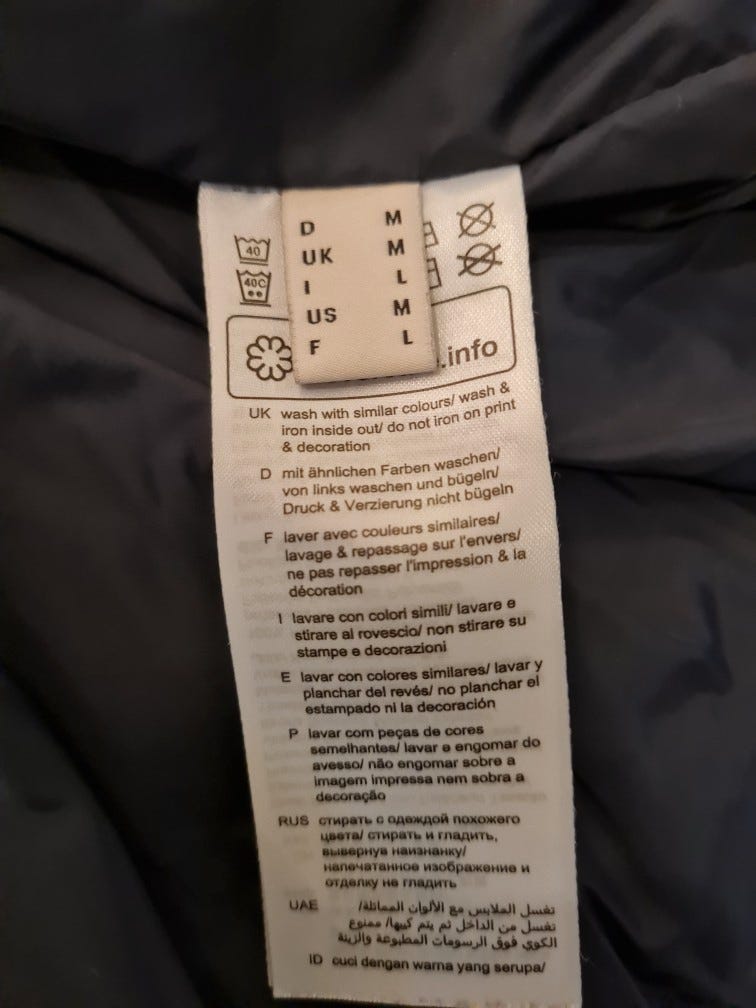 D M
UK M
I L
US M
F L
40
40C
.info
UK wash with similar colours/ wash &
iron inside out/ do not iron on print
& decoration
D mit ähnlichen Farben waschen/
von links waschen und bügeln/
Druck & Verzierung nicht bügeln
F laver avec couleurs similaires/
lavage & repassage sur l'envers/
ne pas repasser l'impression & la
décoration
I lavare con colori simili/ lavare e
stirare al rovescio/ non stirare su
stampe e decorazioni
E lavar con colores similares/ lavar y
planchar del revés/ no planchar el
estampado ni la decoración
P lavar com peças de cores
semelhantes/ lavar e engomar do
avesso/ não engomar sobre a
imagem impressa nem sobra a
decoração
RUS стирать с одеждой похожего
цвета/ стирать и гладить,
вывернув наизнанку/
напечатанное изображение и
отделку не гладить
UAE تغسل الملابس مع الألوان المماثلة/
تغسل من الداخل ثم يتم كيها/ ممنوع
الكوي فوق الرسومات المطبوعة والزينة
ID cuci dengan warna yang serupa/